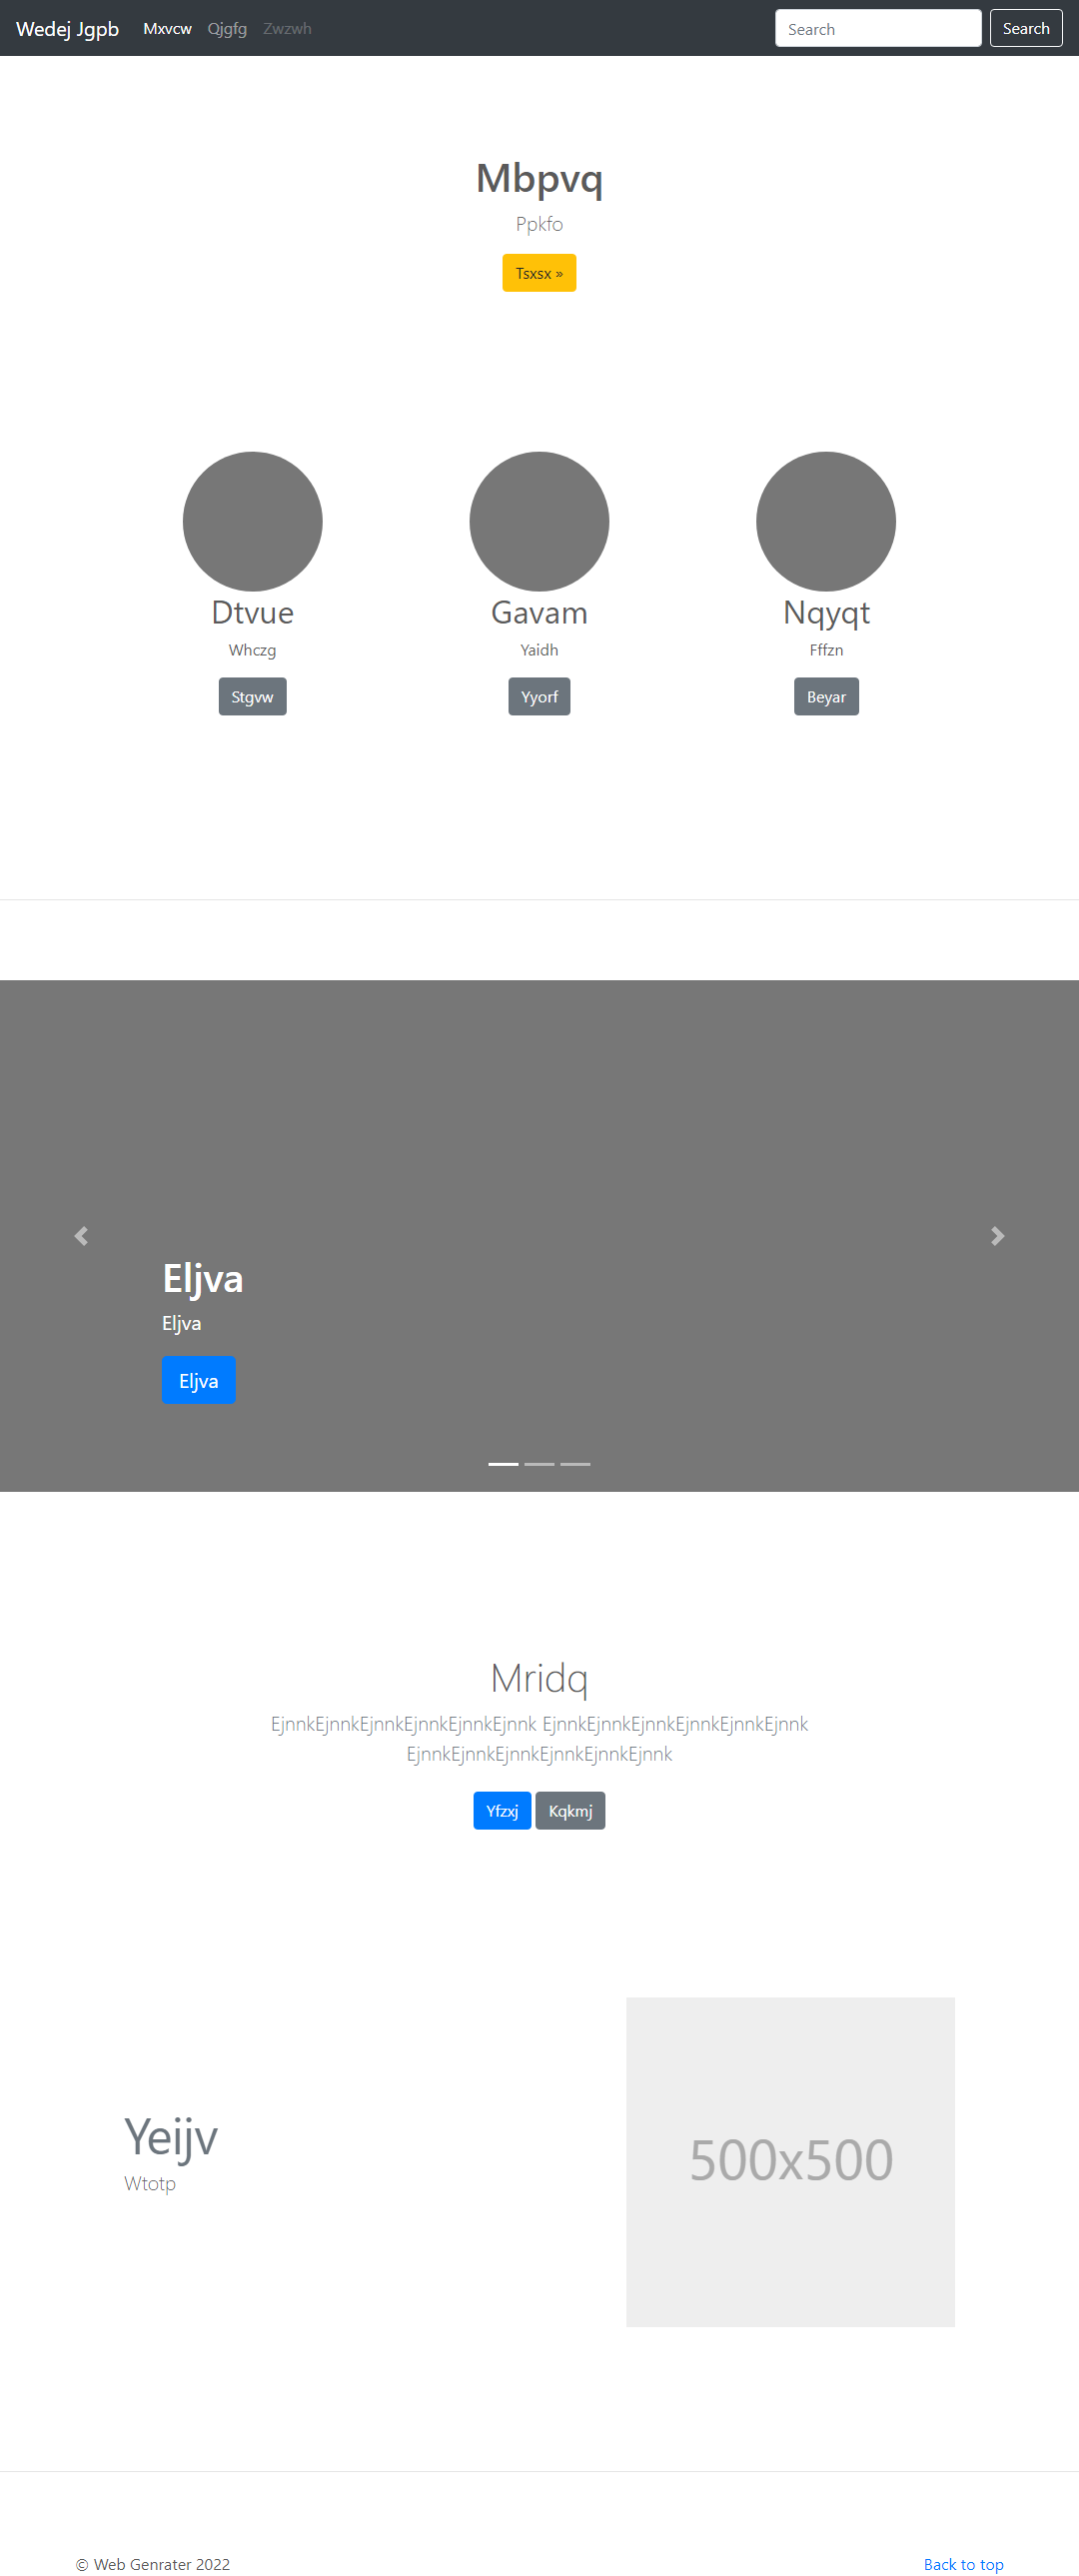 Wedej Jgpb Mxvcw Qjgfg Zwzwh Search Search
Mbpvq
Ppkfo
Tsxsx »
Dtvue Gavam Nqyqt
Whczg Yaidh Fffzn
Stgvw Yyorf Beyar
Eljva
Eljva
Eljva
Mridq
EjnnkEjnnkEjnnkEjnnkEjnnkEjnnk EjnnkEjnnkEjnnkEjnnkEjnnkEjnnk
EjnnkEjnnkEjnnkEjnnkEjnnkEjnnk
Yfzxj Kqkmj
Yeijv
Wtotp
500x500
© Web Genrater 2022 Back to top